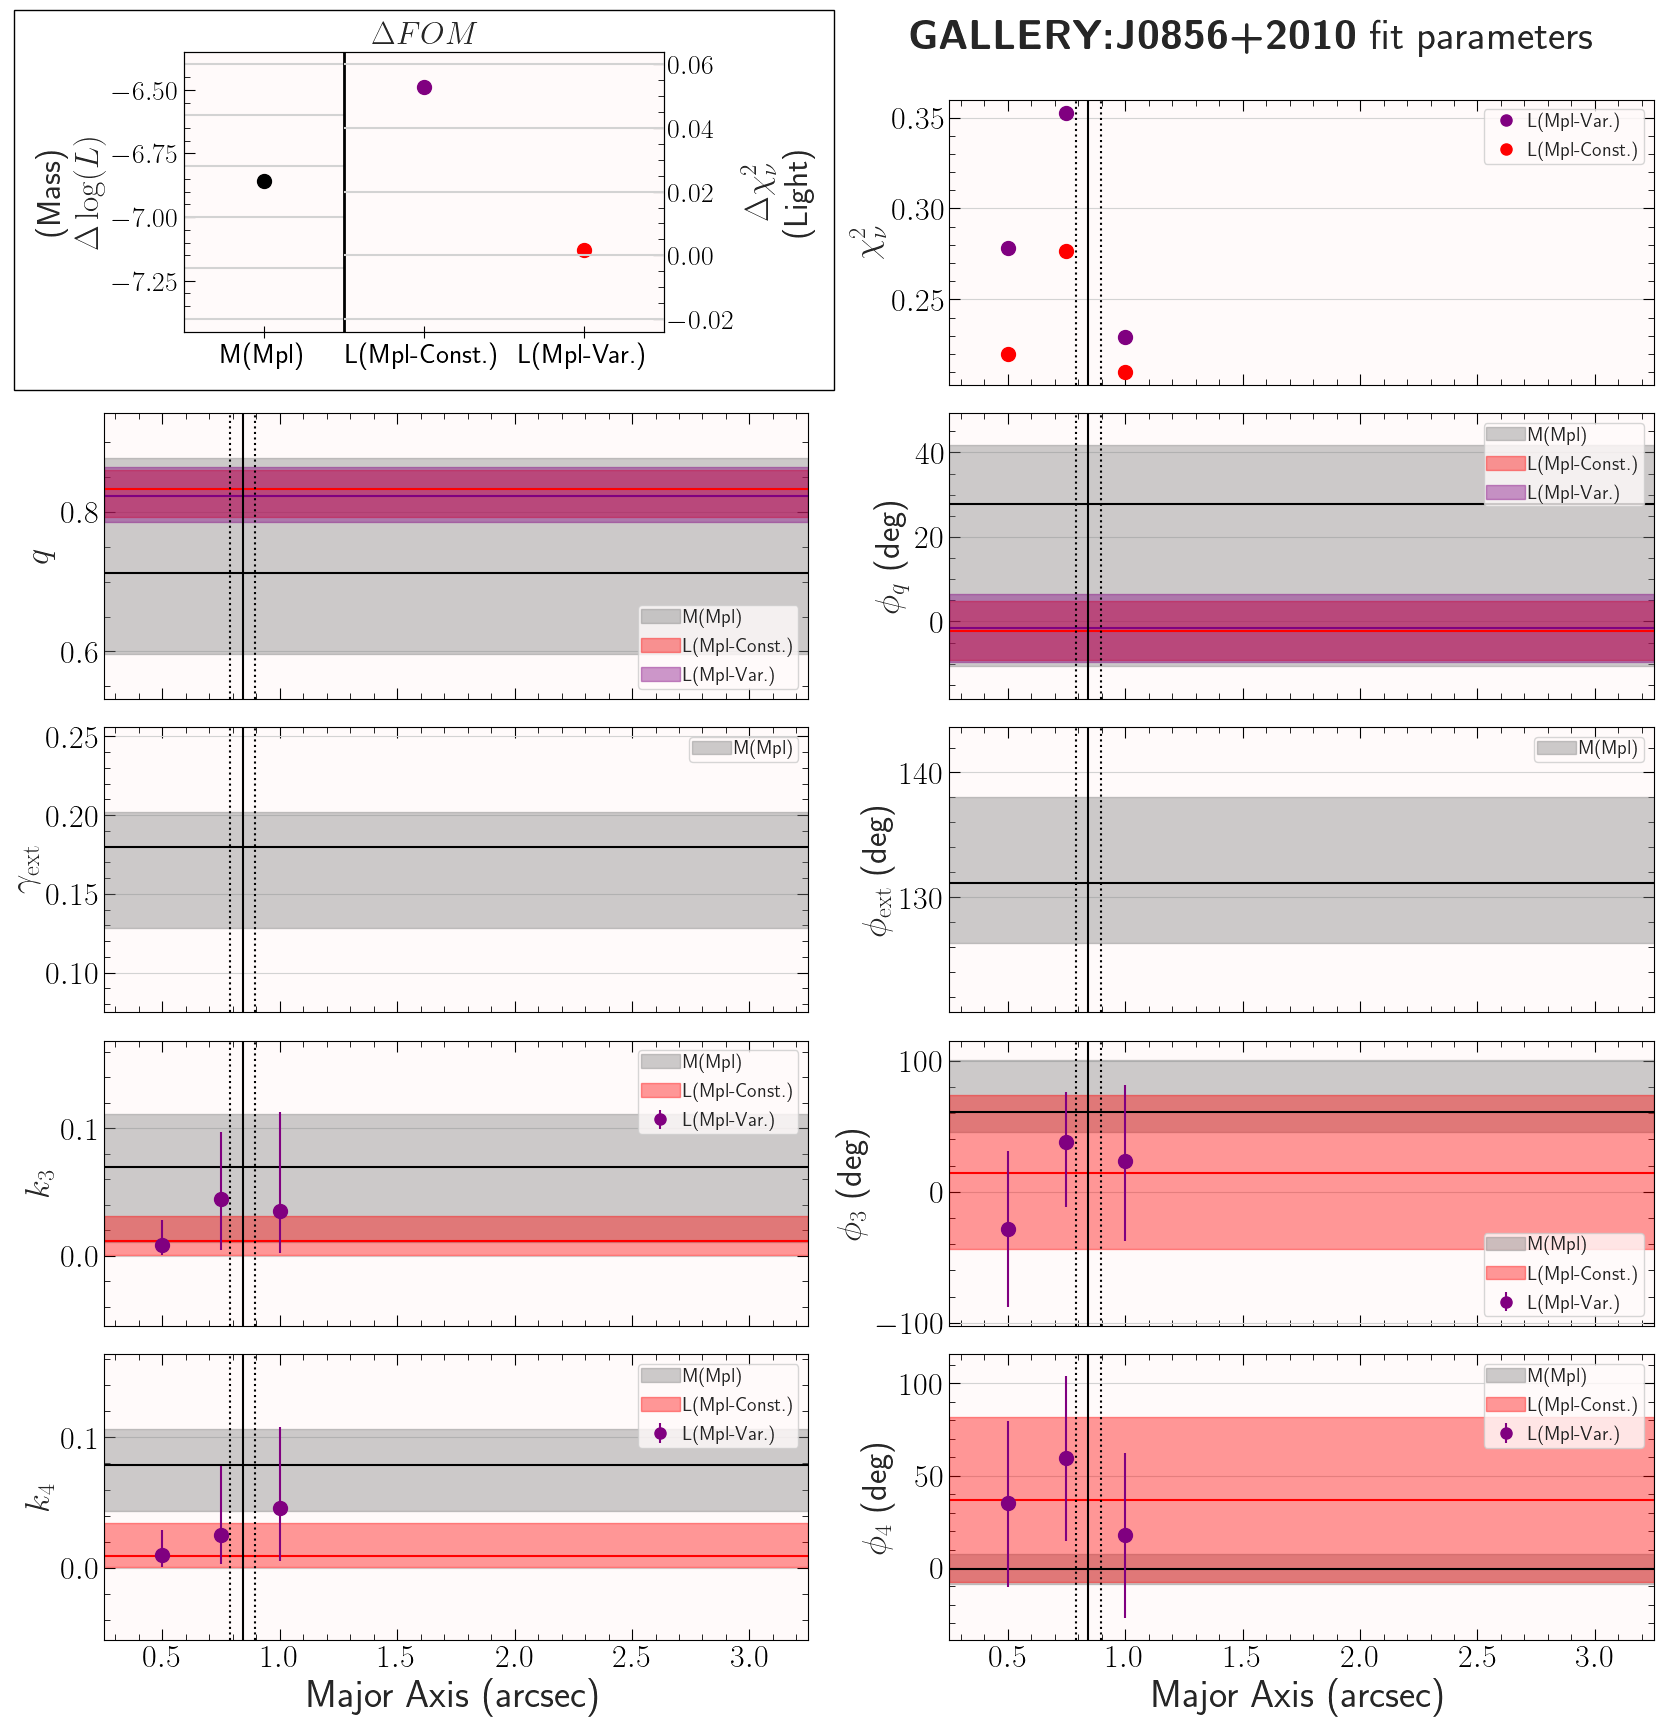 ΔFOM
GALLERY:J0856+2010 fit parameters
(Mass)
Δ log(L)
−6.50
−6.75
−7.00
−7.25
0.06
0.04
0.02
0.00
−0.02
Δχ²ᵥ
(Light)
M(Mpl)
L(Mpl-Const.)
L(Mpl-Var.)
χ²ᵥ
0.35
0.30
0.25
L(Mpl-Var.)
L(Mpl-Const.)
q
0.8
0.6
M(Mpl)
L(Mpl-Const.)
L(Mpl-Var.)
ϕq (deg)
40
20
0
M(Mpl)
L(Mpl-Const.)
L(Mpl-Var.)
γext
0.25
0.20
0.15
0.10
M(Mpl)
ϕext (deg)
140
130
M(Mpl)
k3
0.1
0.0
M(Mpl)
L(Mpl-Const.)
L(Mpl-Var.)
ϕ3 (deg)
100
0
−100
M(Mpl)
L(Mpl-Const.)
L(Mpl-Var.)
k4
0.1
0.0
M(Mpl)
L(Mpl-Const.)
L(Mpl-Var.)
0.5 1.0 1.5 2.0 2.5 3.0
Major Axis (arcsec)
ϕ4 (deg)
100
50
0
M(Mpl)
L(Mpl-Const.)
L(Mpl-Var.)
0.5 1.0 1.5 2.0 2.5 3.0
Major Axis (arcsec)